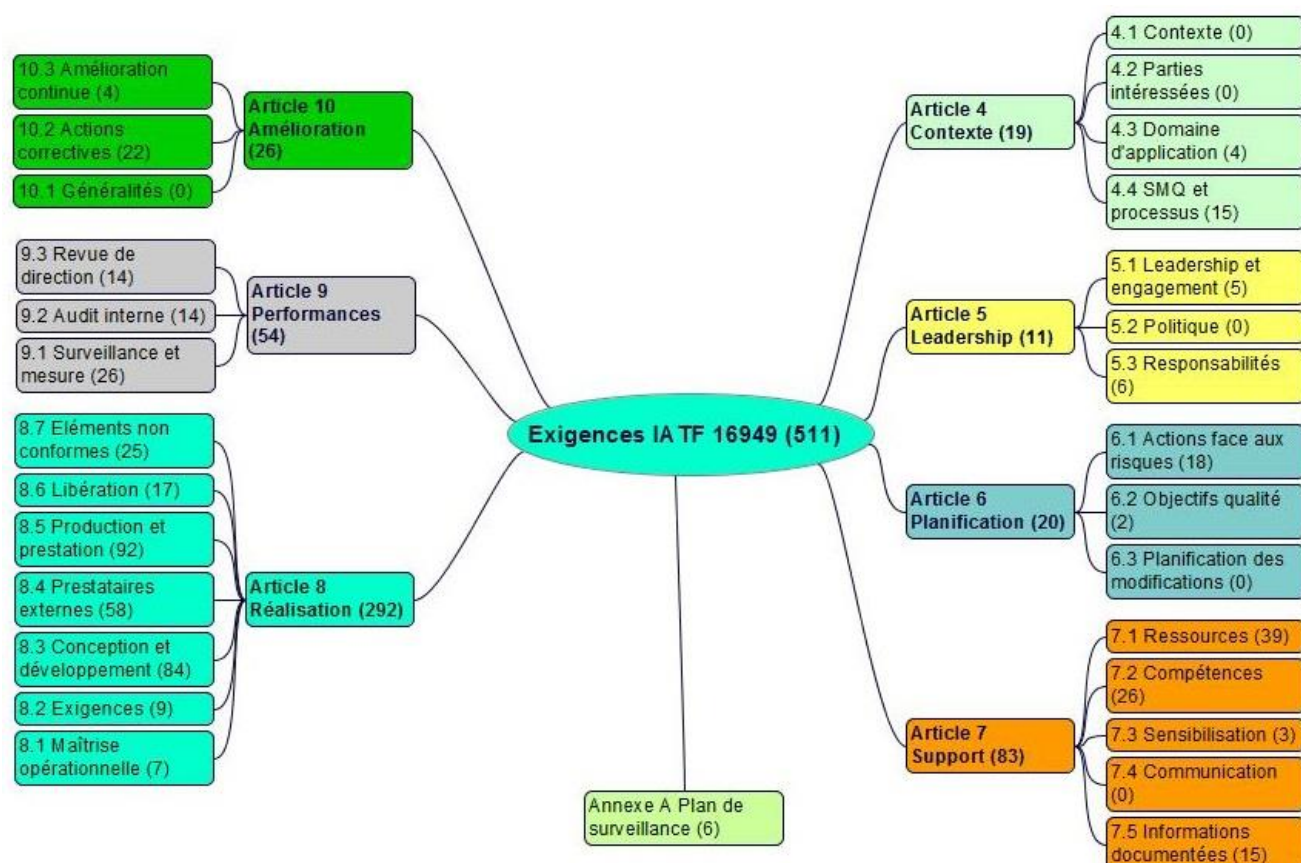 Exigences IATF 16949 (511)
Article 4
Contexte (19)
4.1 Contexte (0)
4.2 Parties
intéressées (0)
4.3 Domaine
d'application (4)
4.4 SMQ et
processus (15)
Article 5
Leadership (11)
5.1 Leadership et
engagement (5)
5.2 Politique (0)
5.3 Responsabilités
(6)
Article 6
Planification (20)
6.1 Actions face aux
risques (18)
6.2 Objectifs qualité
(2)
6.3 Planification des
modifications (0)
Article 7
Support (83)
7.1 Ressources (39)
7.2 Compétences
(26)
7.3 Sensibilisation (3)
7.4 Communication
(0)
7.5 Informations
documentées (15)
Annexe A Plan de
surveillance (6)
Article 8
Réalisation (292)
8.7 Eléments non
conformes (25)
8.6 Libération (17)
8.5 Production et
prestation (92)
8.4 Prestataires
externes (58)
8.3 Conception et
développement (84)
8.2 Exigences (9)
8.1 Maîtrise
opérationnelle (7)
Article 9
Performances
(54)
9.3 Revue de
direction (14)
9.2 Audit interne (14)
9.1 Surveillance et
mesure (26)
Article 10
Amélioration
(26)
10.3 Amélioration
continue (4)
10.2 Actions
correctives (22)
10.1 Généralités (0)